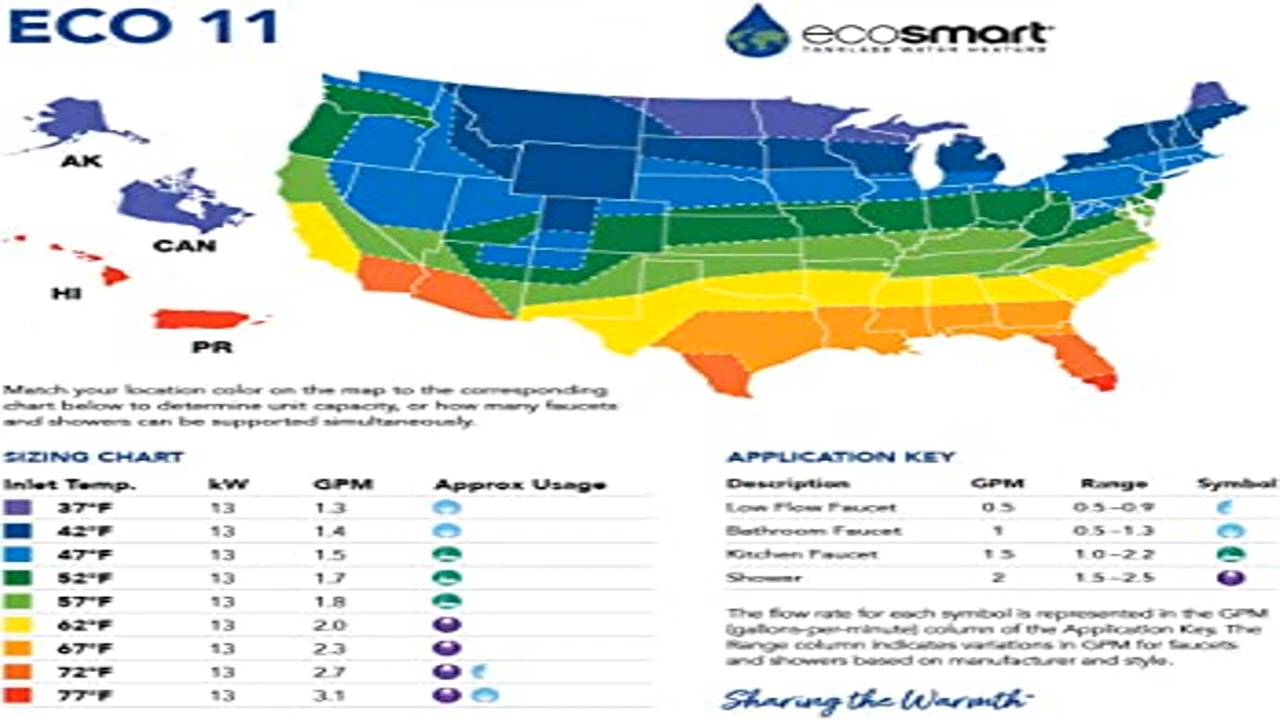 ECO 11
ecosmart
TANKLESS WATER HEATERS
AK
CAN
HI
PR
Match your location color on the map to the corresponding
chart below to determine unit capacity, or how many faucets
and showers can be supported simultaneously.
SIZING CHART
Inlet Temp. kW GPM Approx Usage
37°F 13 1.3
42°F 13 1.4
47°F 13 1.5
52°F 13 1.7
57°F 13 1.8
62°F 13 2.0
67°F 13 2.3
72°F 13 2.7
77°F 13 3.1
APPLICATION KEY
Description GPM Range Symbol
Low Flow Faucet 0.5 0.5–0.9
Bathroom Faucet 1 0.5–1.3
Kitchen Faucet 1.5 1.0–2.2
Shower 2 1.5–2.5
The flow rate for each symbol is represented in the GPM
(gallons-per-minute) column of the Application Key. The
Range column indicates variations in GPM for faucets
and showers based on manufacturer and style.
Sharing the Warmth™